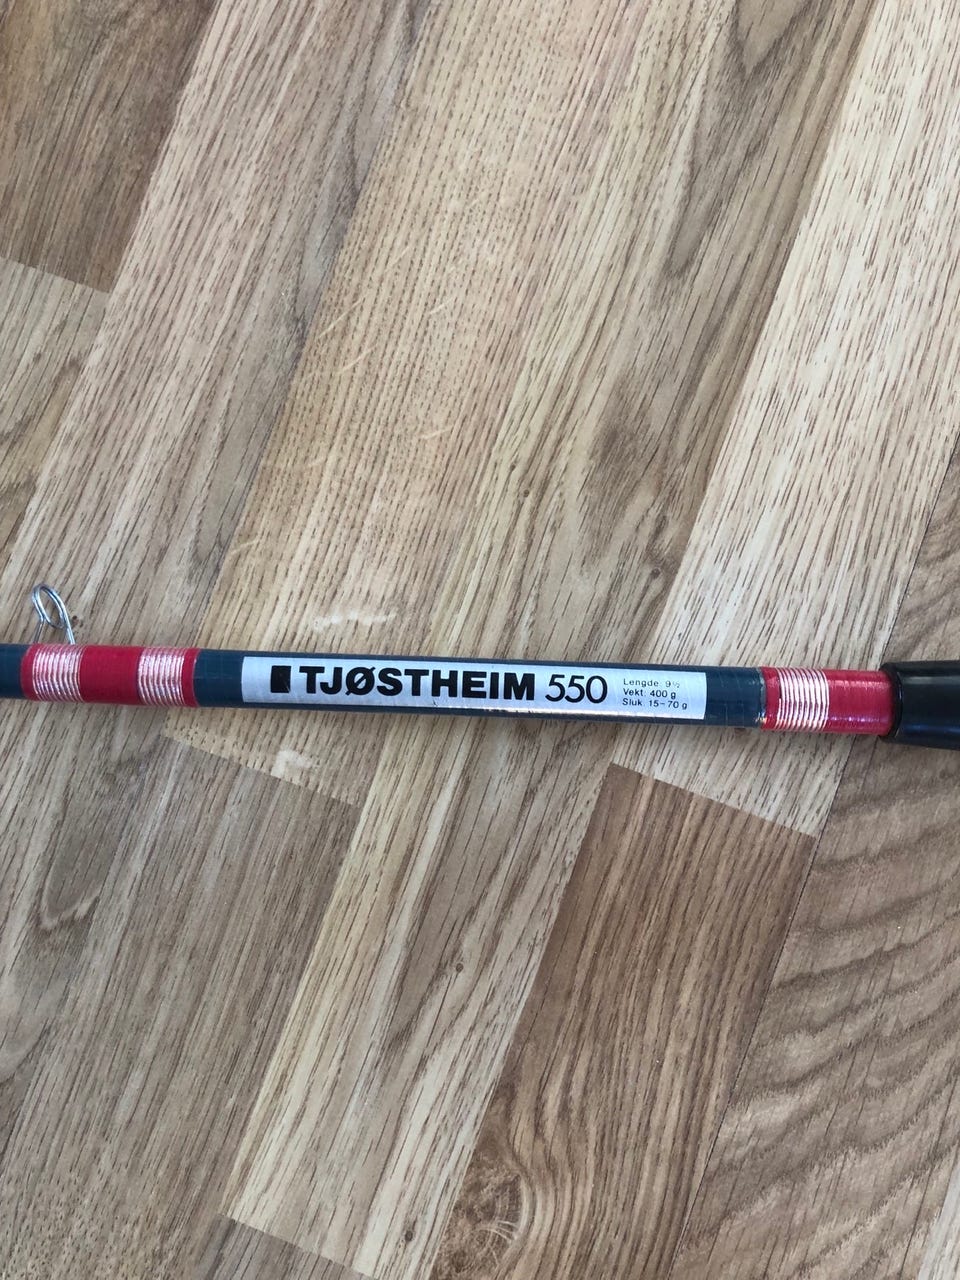 TJØSTHEIM 550
Lengde: 9½
Vekt: 400 g
Sluk: 15-70 g